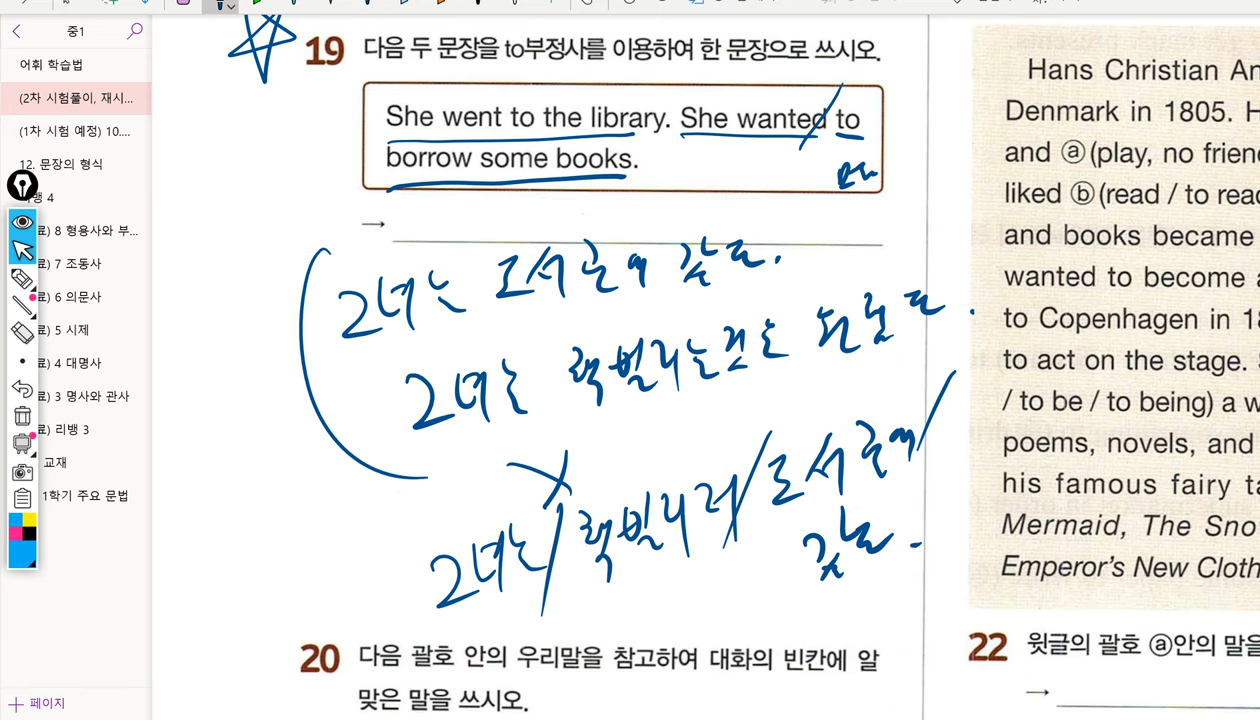 중1
어휘 학습법
(2차 시험풀이, 재시...
(1차 시험 예정) 10....
12. 문장의 형식
뱅 4
료) 8 형용사와 부...
료) 7 조동사
료) 6 의문사
료) 5 시제
료) 4 대명사
료) 3 명사와 관사
료) 리뱅 3
교재
1학기 주요 문법
페이지
19 다음 두 문장을 to부정사를 이용하여 한 문장으로 쓰시오.
She went to the library. She wanted to
borrow some books.
→
그녀는 도서관에 갔다.
그녀는 책 빌리는 것을 원했다.
그녀는 / 책 빌리러 / 도서관에 /
갔다.
20 다음 괄호 안의 우리말을 참고하여 대화의 빈칸에 알
맞은 말을 쓰시오.
Hans Christian An
Denmark in 1805. H
and ⓐ (play, no frien
liked ⓑ (read / to rea
and books became
wanted to become a
to Copenhagen in 18
to act on the stage.
/ to be / to being) a w
poems, novels, and
his famous fairy ta
Mermaid, The Sno
Emperor's New Cloth
22 윗글의 괄호 ⓐ안의 말을
→